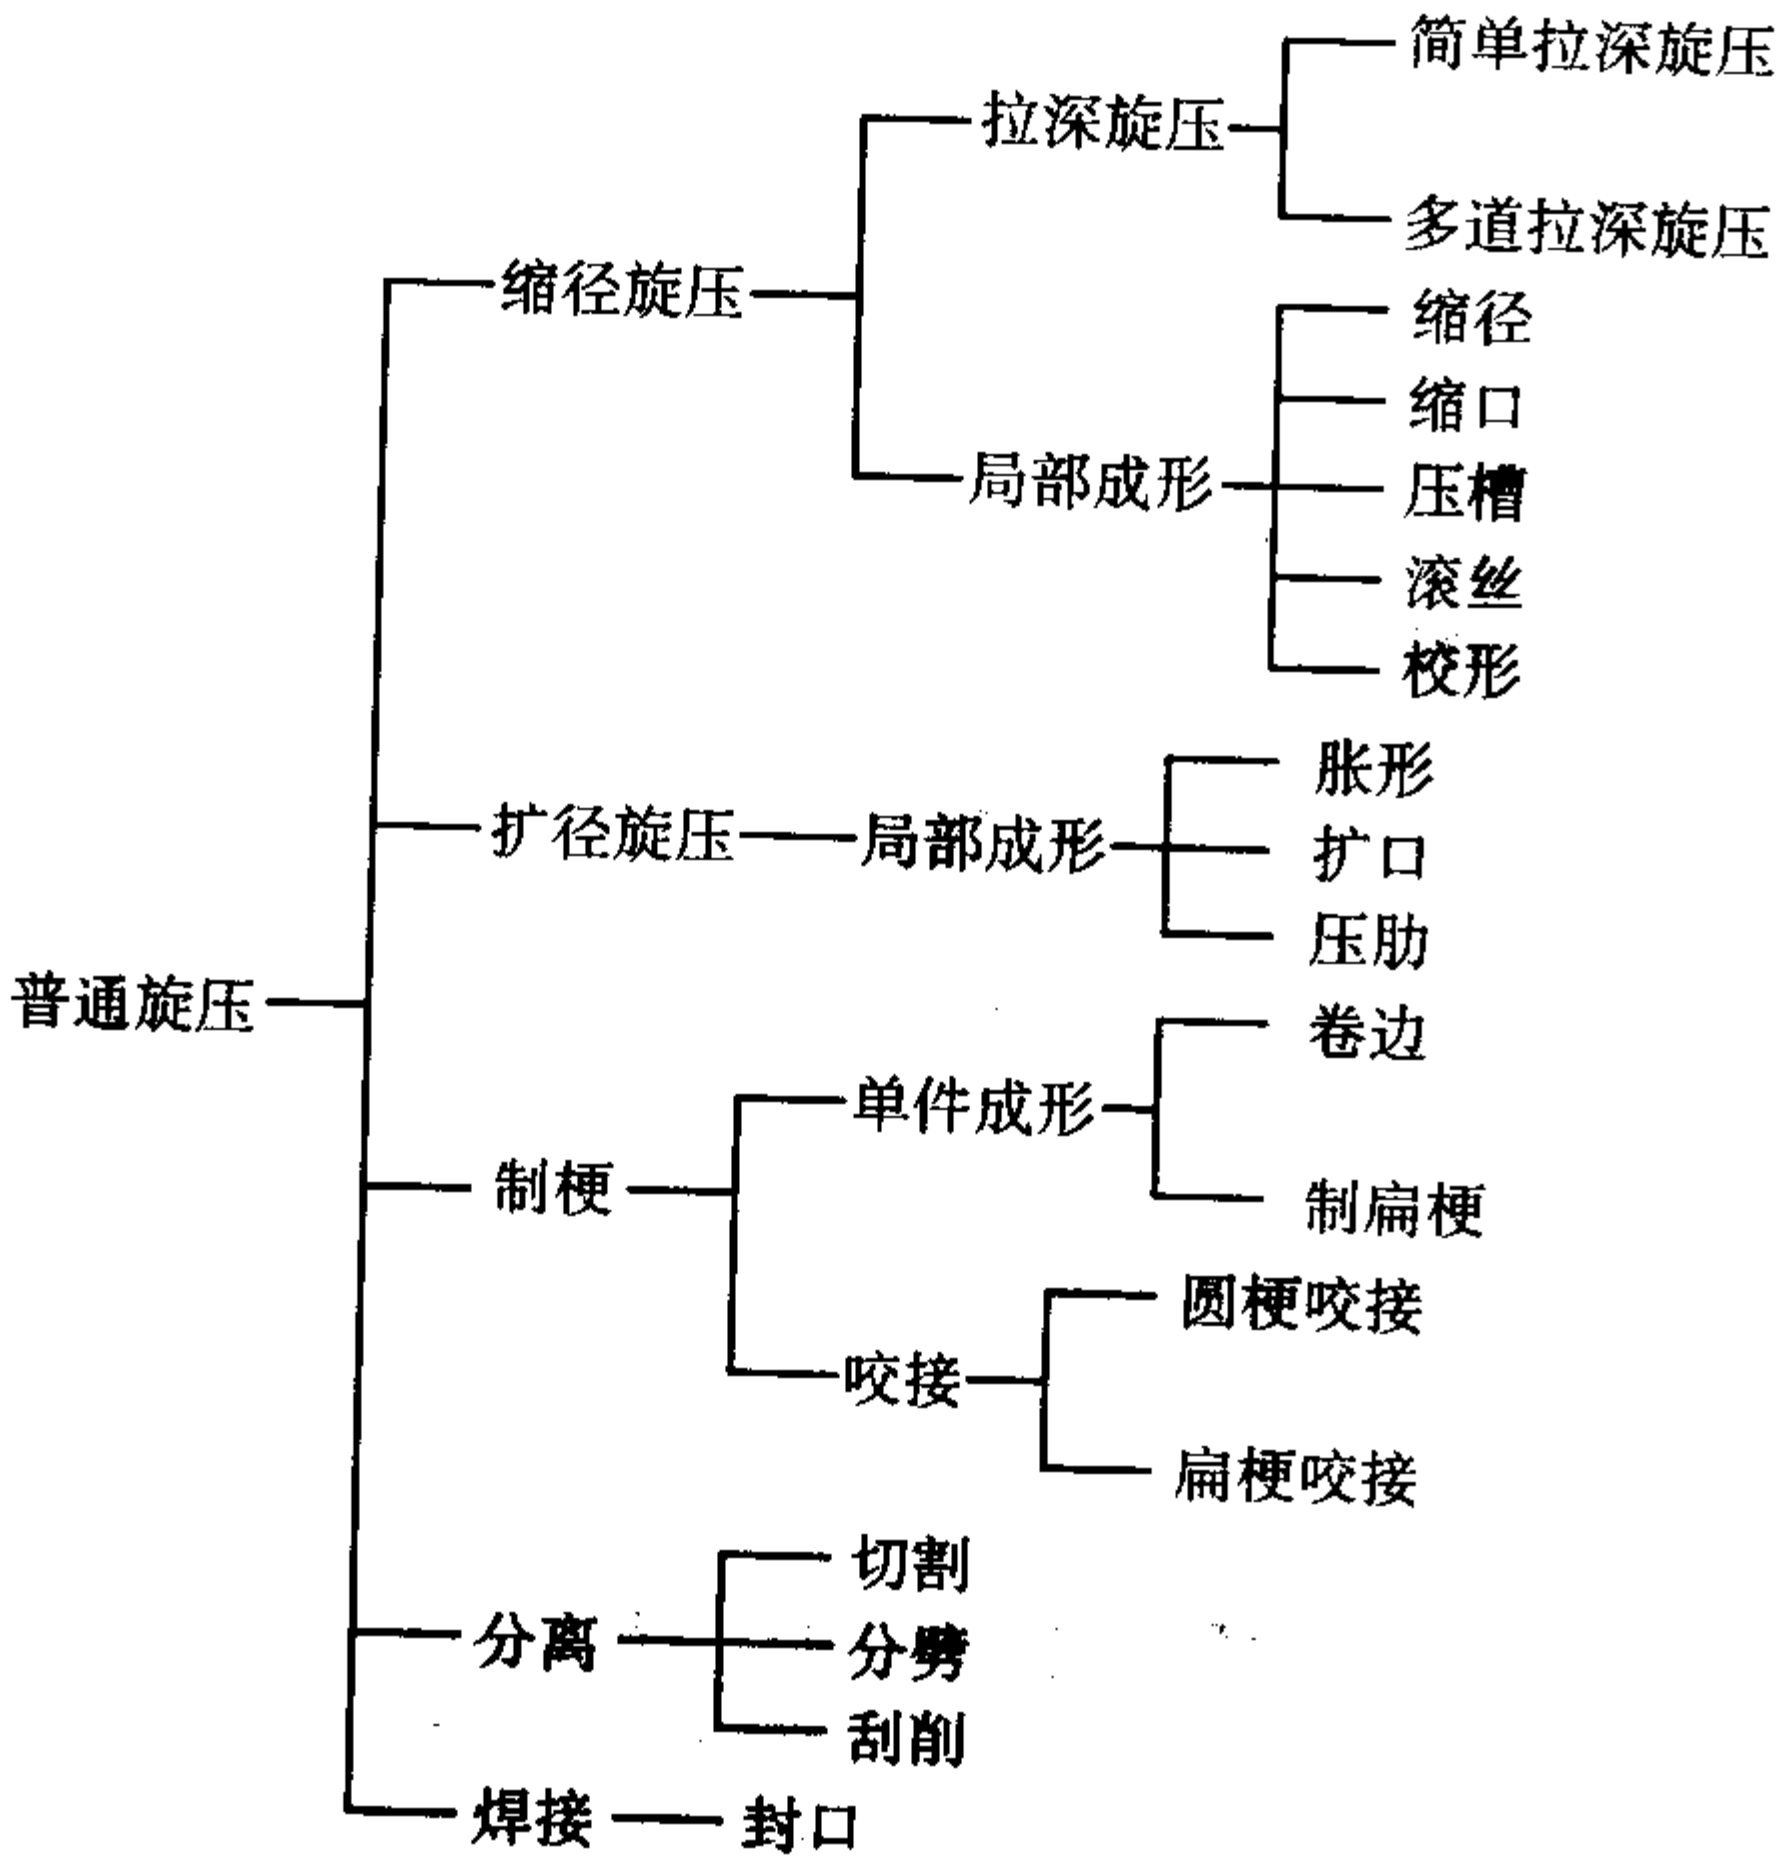 简单拉深旋压
拉深旋压
多道拉深旋压
缩径旋压
缩径
缩口
局部成形
压槽
滚丝
校形
胀形
扩径旋压
局部成形
扩口
压肋
普通旋压
卷边
单件成形
制梗
制扁梗
圆梗咬接
咬接
扁梗咬接
切割
分离
分劈
刮削
焊接
封口